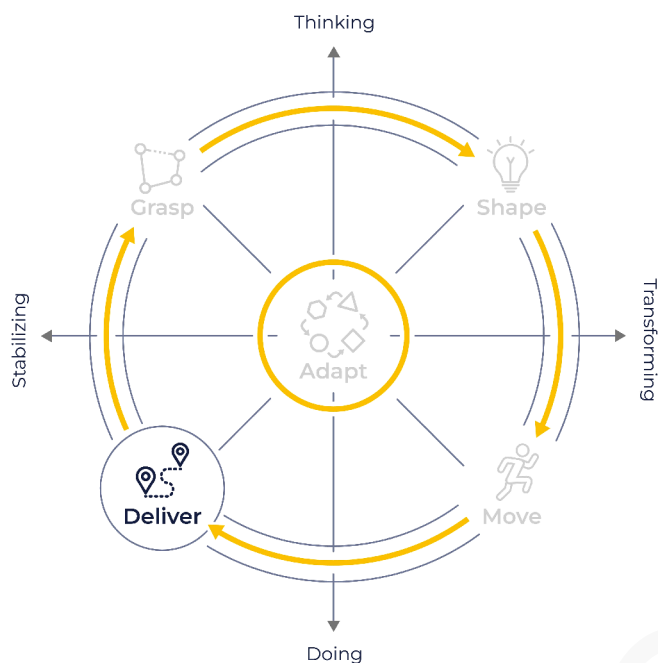 Thinking
Grasp
Shape
Stabilizing
Adapt
Transforming
Deliver
Move
Doing